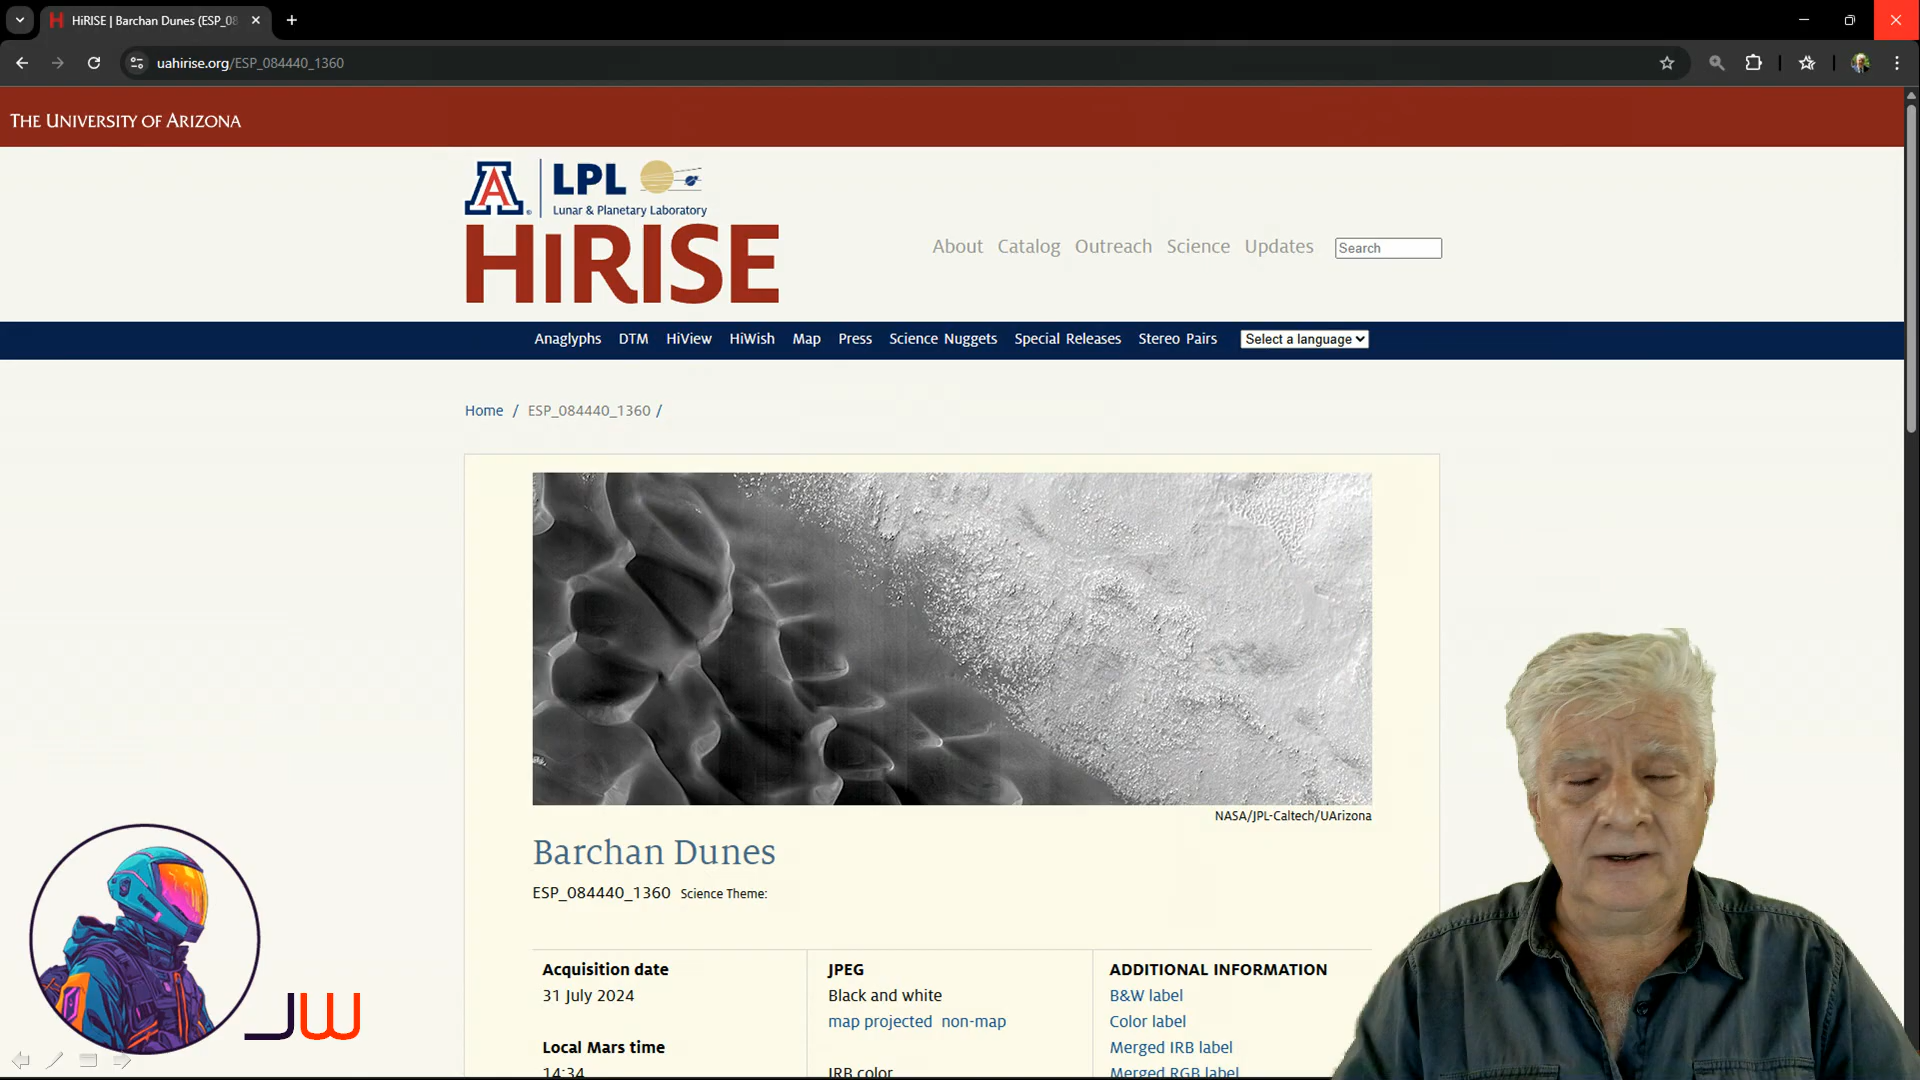 HiRISE | Barchan Dunes (ESP_08
uahirise.org/ESP_084440_1360
THE UNIVERSITY OF ARIZONA
A LPL
Lunar & Planetary Laboratory
HiRISE
About Catalog Outreach Science Updates Search
Anaglyphs DTM HiView HiWish Map Press Science Nuggets Special Releases Stereo Pairs Select a language
Home / ESP_084440_1360 /
NASA/JPL-Caltech/UArizona
Barchan Dunes
ESP_084440_1360 Science Theme:
Acquisition date
31 July 2024
Local Mars time
14:34
JPEG
Black and white
map projected non-map
IRB color
ADDITIONAL INFORMATION
B&W label
Color label
Merged IRB label
Merged RGB label
JW